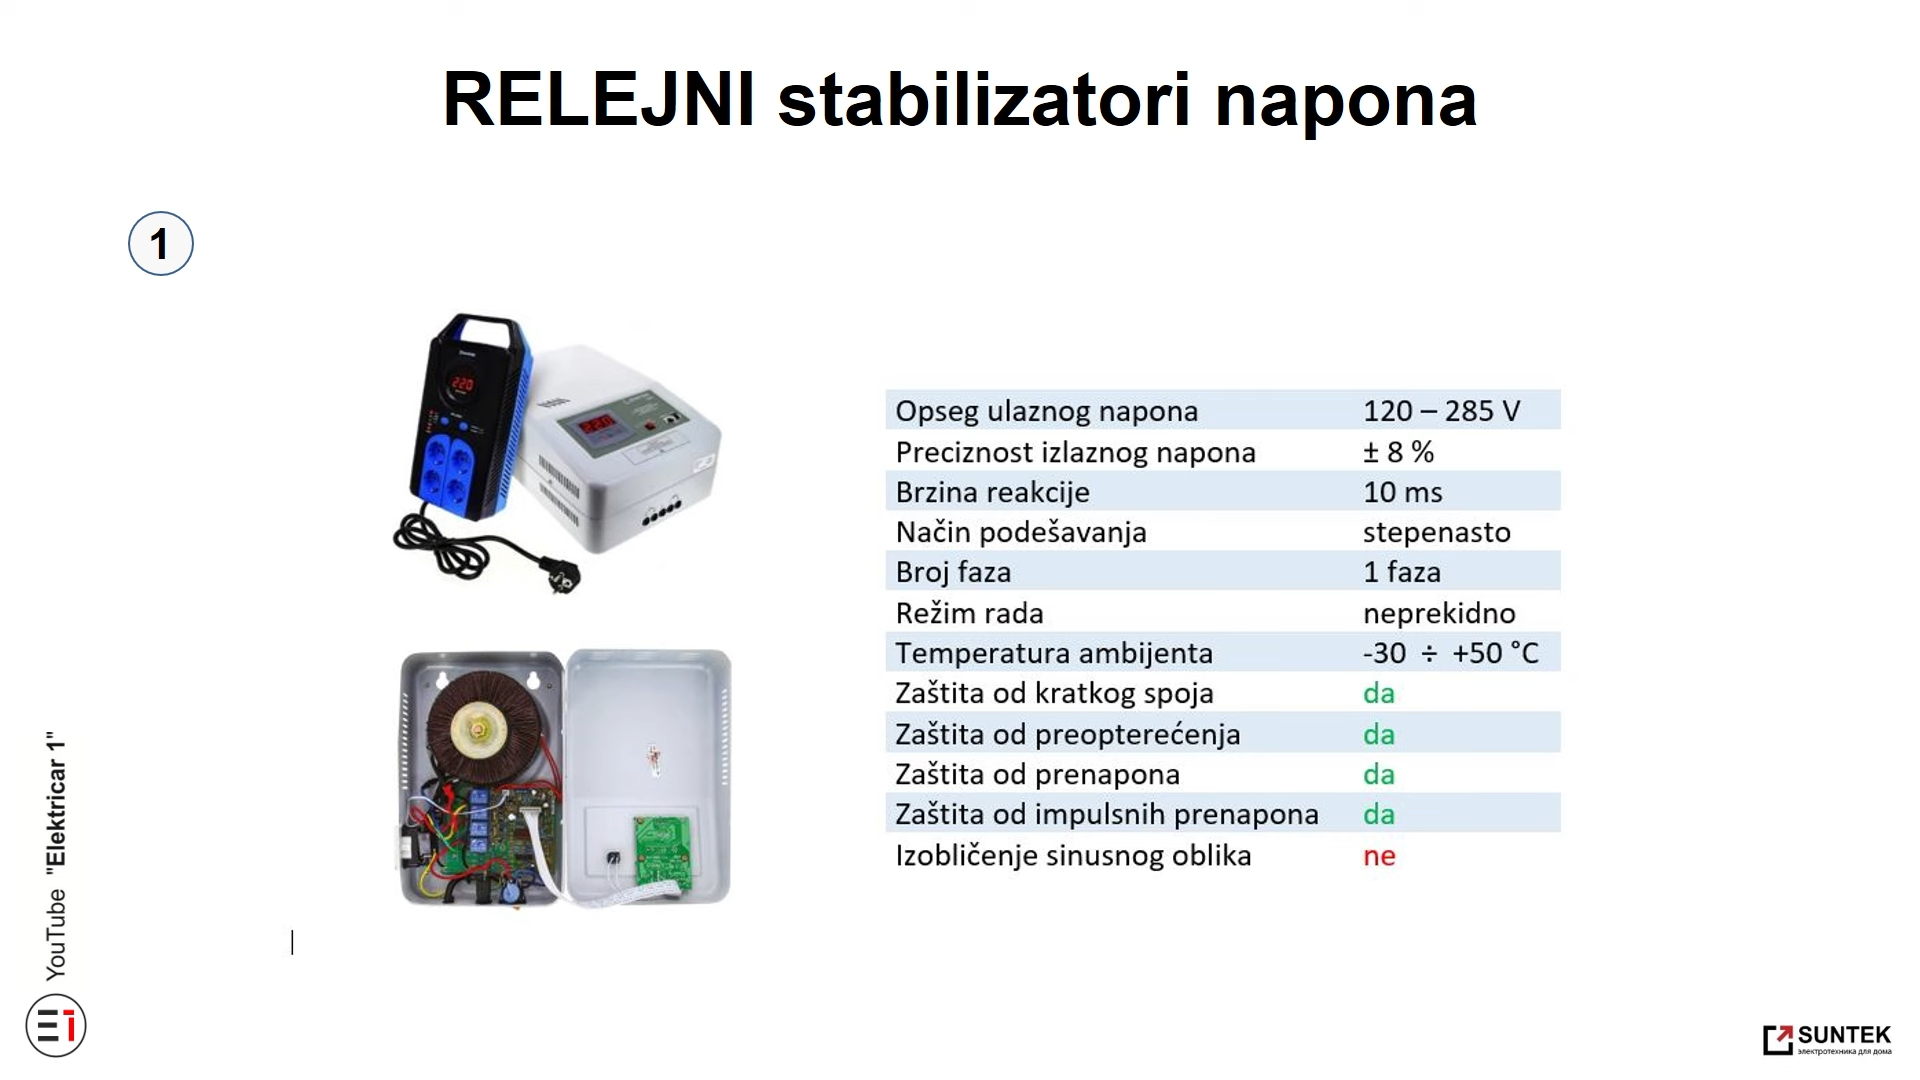 RELEJNI stabilizatori napona
1
220
Opseg ulaznog napona 120 – 285 V
Preciznost izlaznog napona ± 8 %
Brzina reakcije 10 ms
Način podešavanja stepenasto
Broj faza 1 faza
Režim rada neprekidno
Temperatura ambijenta -30 ÷ +50 °C
Zaštita od kratkog spoja da
Zaštita od preopterećenja da
Zaštita od prenapona da
Zaštita od impulsnih prenapona da
Izobličenje sinusnog oblika ne
YouTube "Elektricar 1"
SUNTEK
электротехника для дома